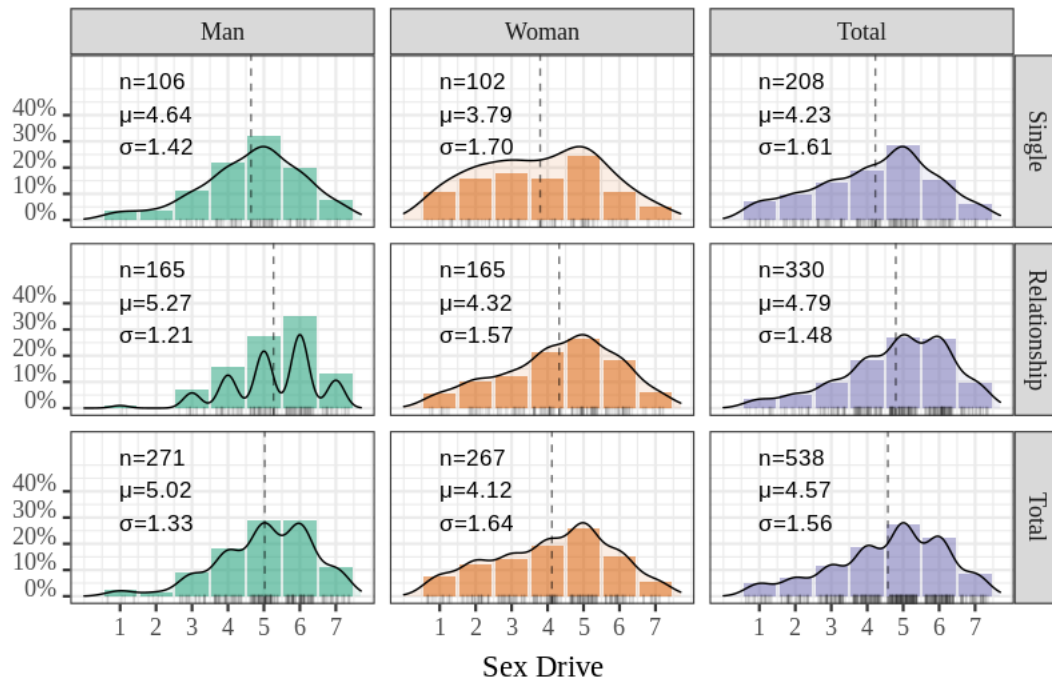 Man Woman Total
n=106 n=102 n=208
μ=4.64 μ=3.79 μ=4.23
σ=1.42 σ=1.70 σ=1.61
40%
30%
20%
10%
0%
Single
n=165 n=165 n=330
μ=5.27 μ=4.32 μ=4.79
σ=1.21 σ=1.57 σ=1.48
40%
30%
20%
10%
0%
Relationship
n=271 n=267 n=538
μ=5.02 μ=4.12 μ=4.57
σ=1.33 σ=1.64 σ=1.56
40%
30%
20%
10%
0%
Total
1 2 3 4 5 6 7 1 2 3 4 5 6 7 1 2 3 4 5 6 7
Sex Drive